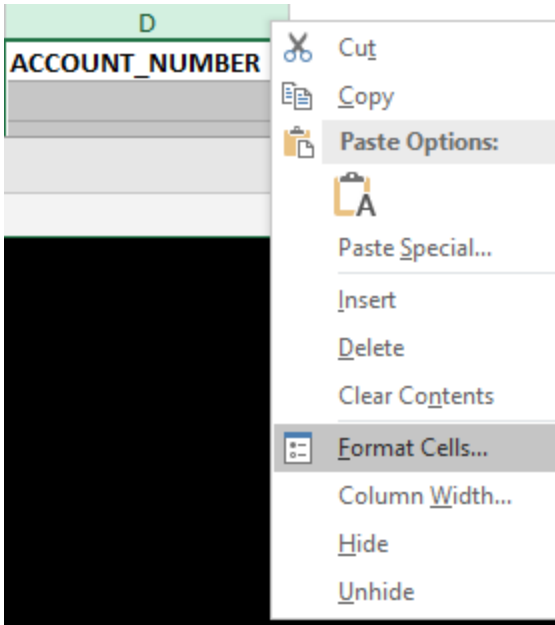 D
ACCOUNT_NUMBER
Cut
Copy
Paste Options:
A
Paste Special...
Insert
Delete
Clear Contents
Format Cells...
Column Width...
Hide
Unhide